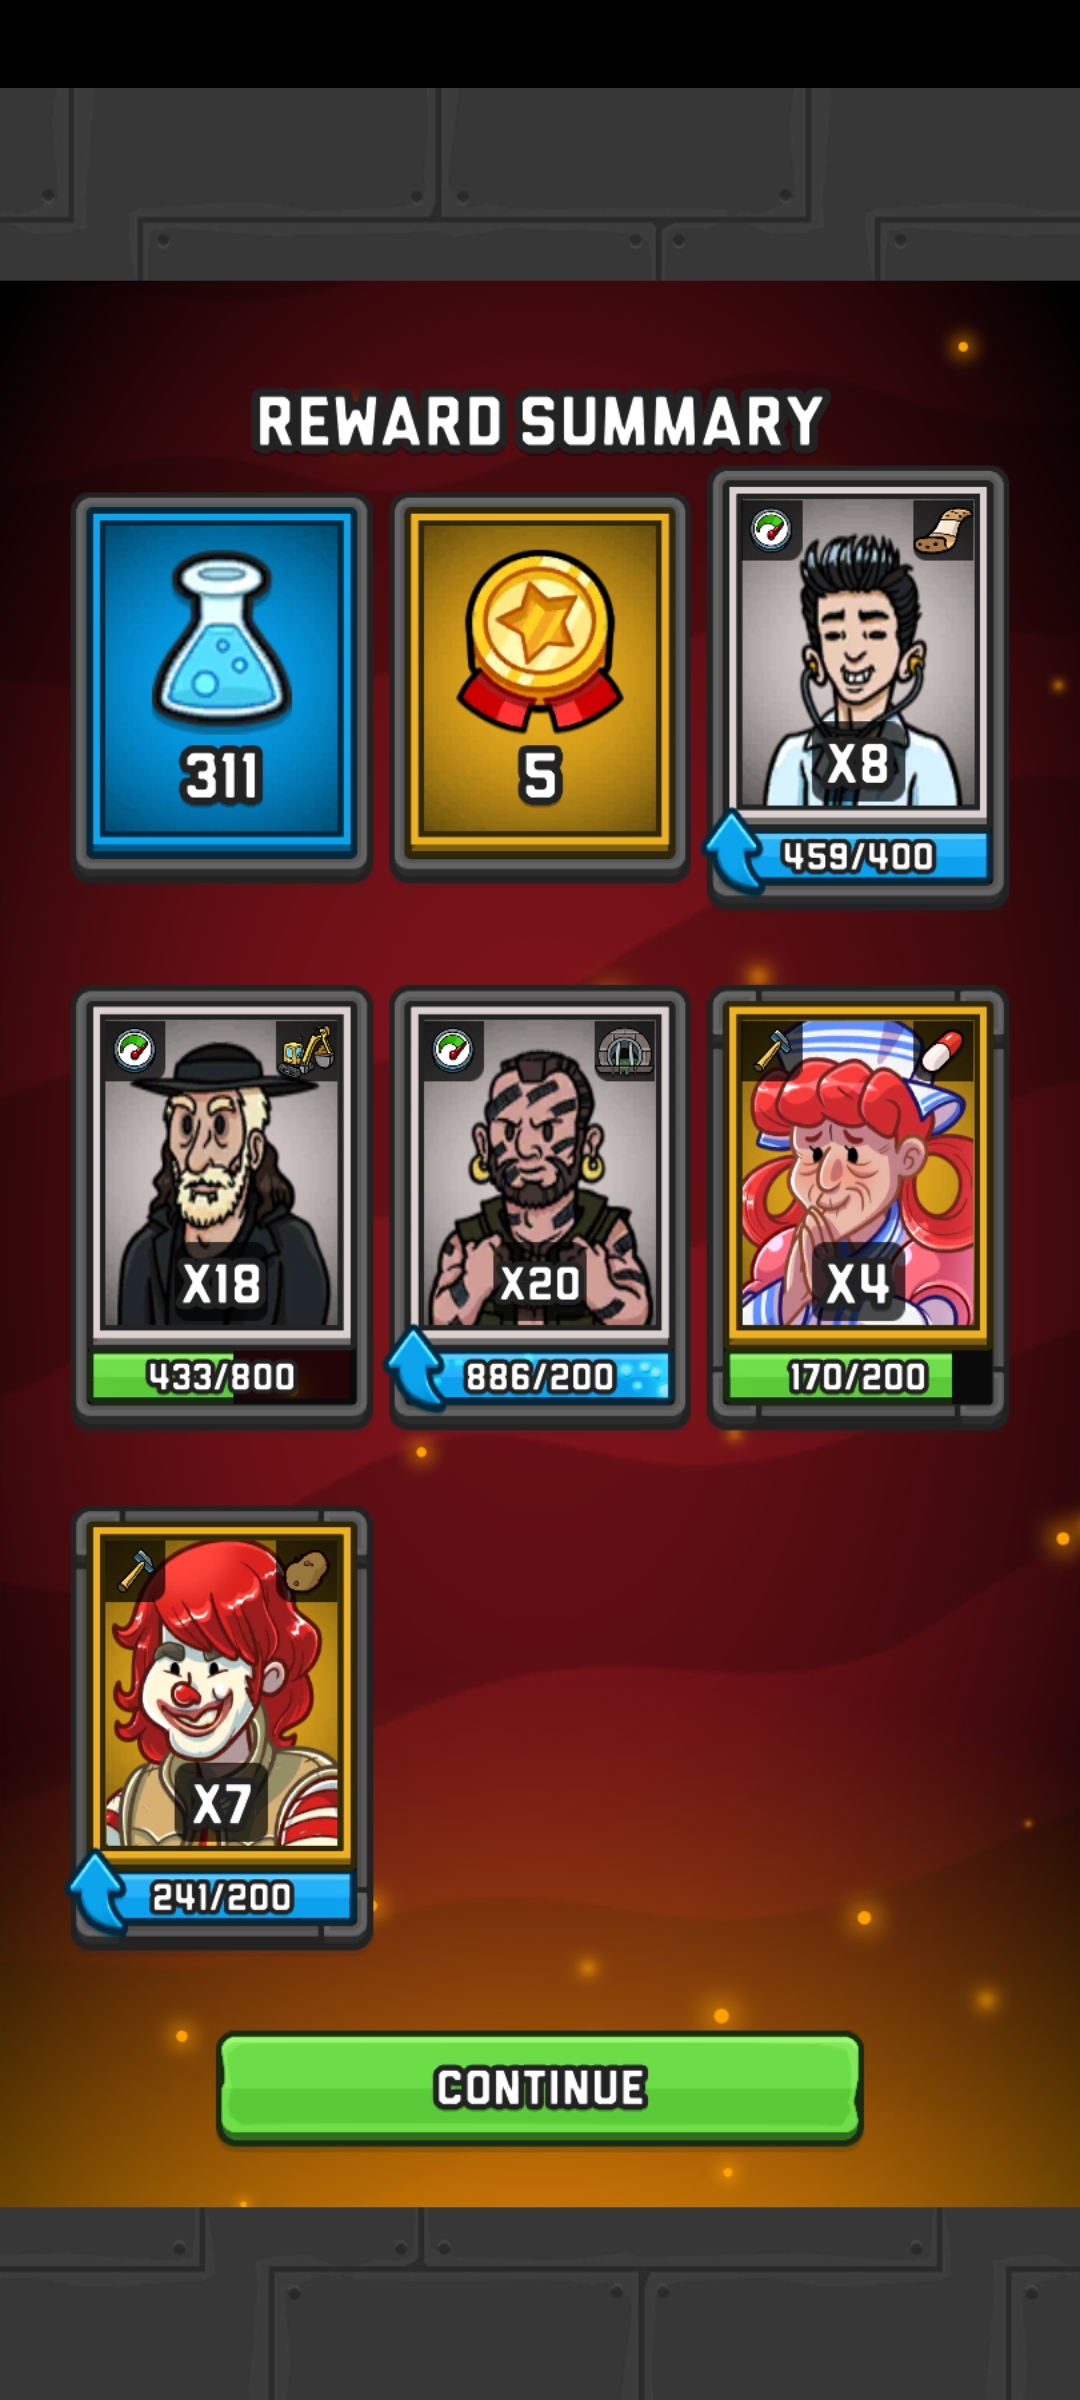 REWARD SUMMARY
311
5
X8
459/400
X18
433/800
X20
886/200
X4
170/200
X7
241/200
CONTINUE